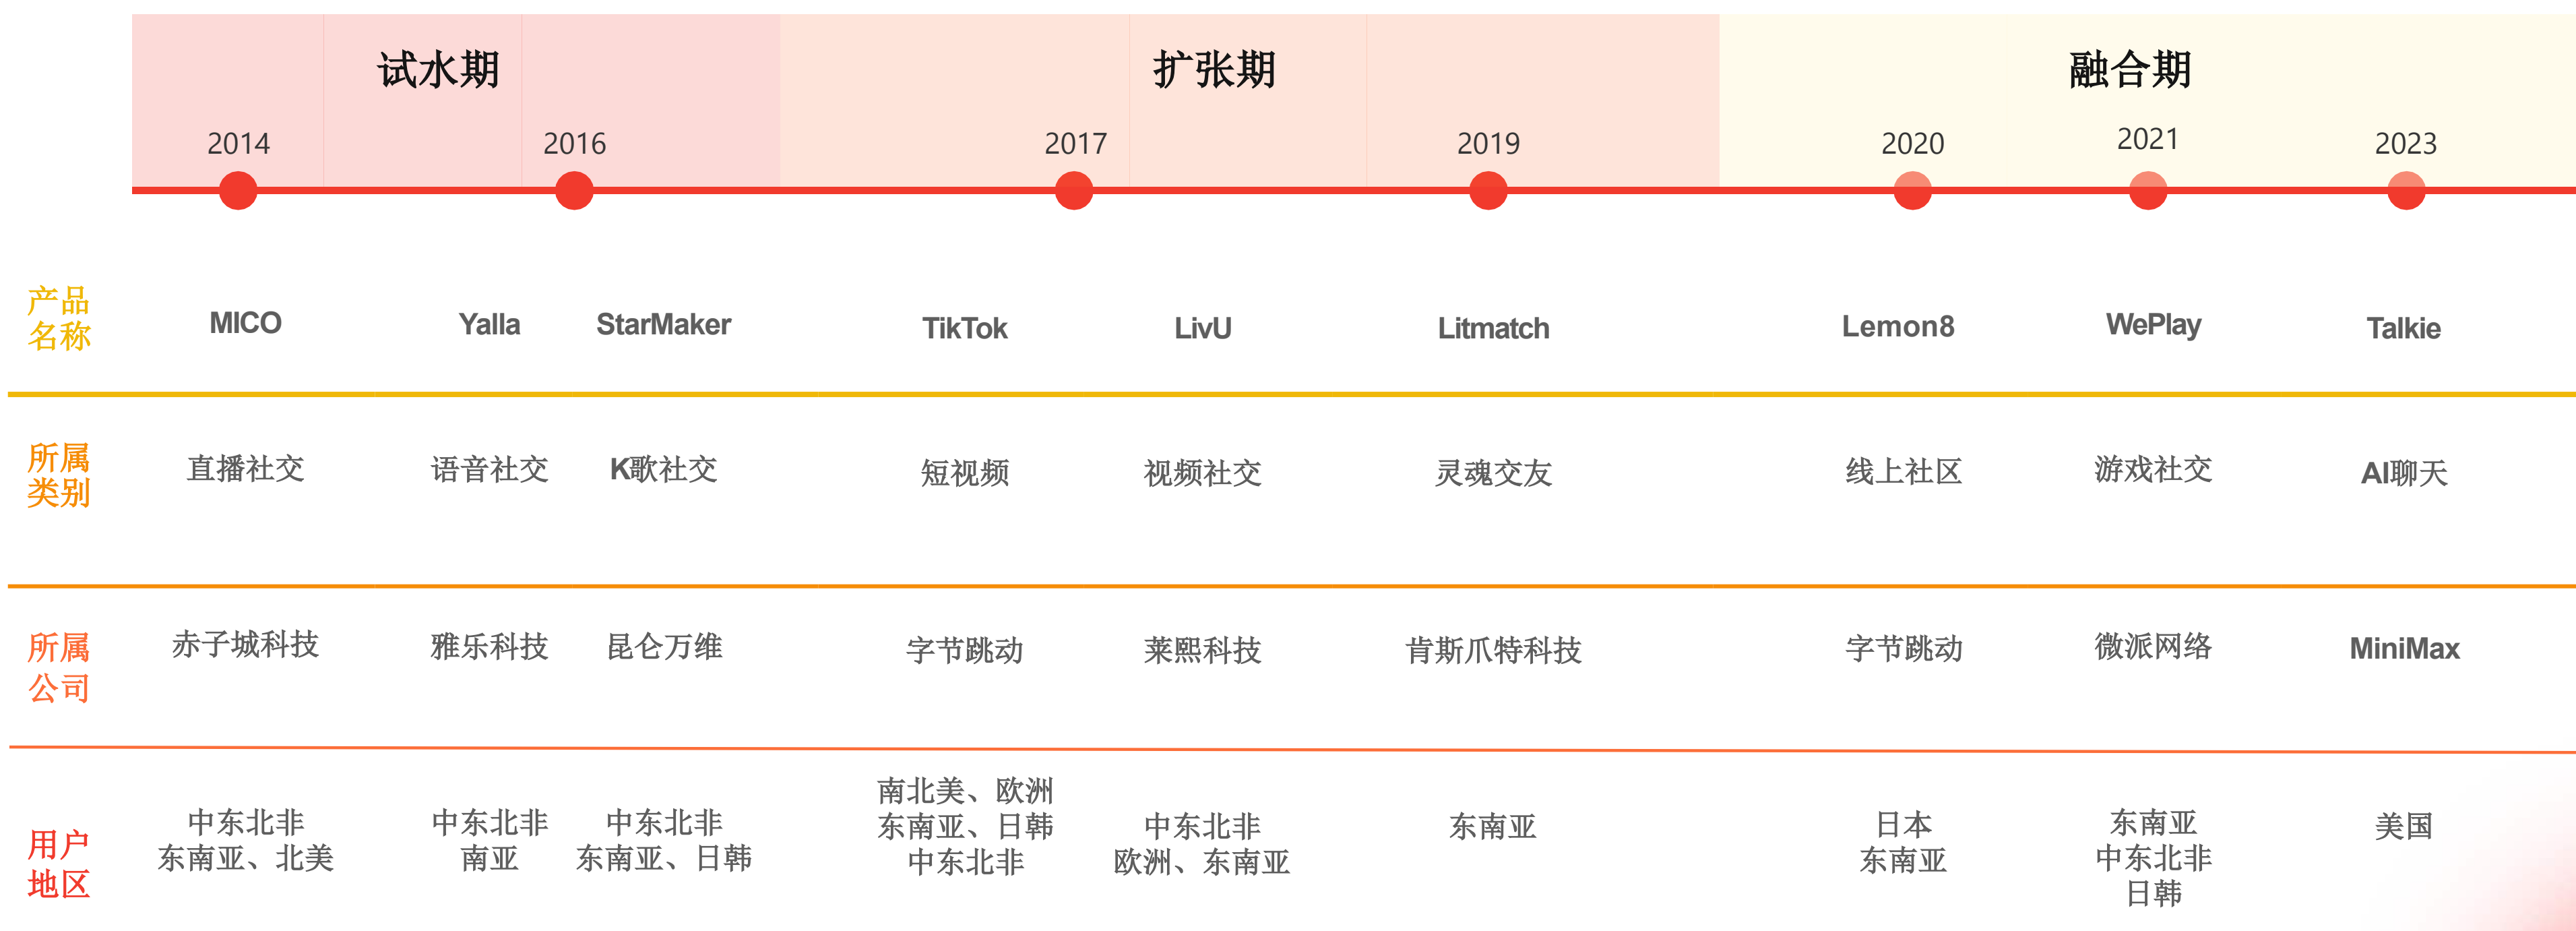 试水期 扩张期 融合期
2014 2016 2017 2019 2020 2021 2023
产品
名称
MICO Yalla StarMaker TikTok LivU Litmatch Lemon8 WePlay Talkie
所属
类别
直播社交 语音社交 K歌社交 短视频 视频社交 灵魂交友 线上社区 游戏社交 AI聊天
所属
公司
赤子城科技 雅乐科技 昆仑万维 字节跳动 莱熙科技 肯斯爪特科技 字节跳动 微派网络 MiniMax
用户
地区
中东北非
东南亚、北美
中东北非
南亚
中东北非
东南亚、日韩
南北美、欧洲
东南亚、日韩
中东北非
中东北非
欧洲、东南亚
东南亚
日本
东南亚
东南亚
中东北非
日韩
美国